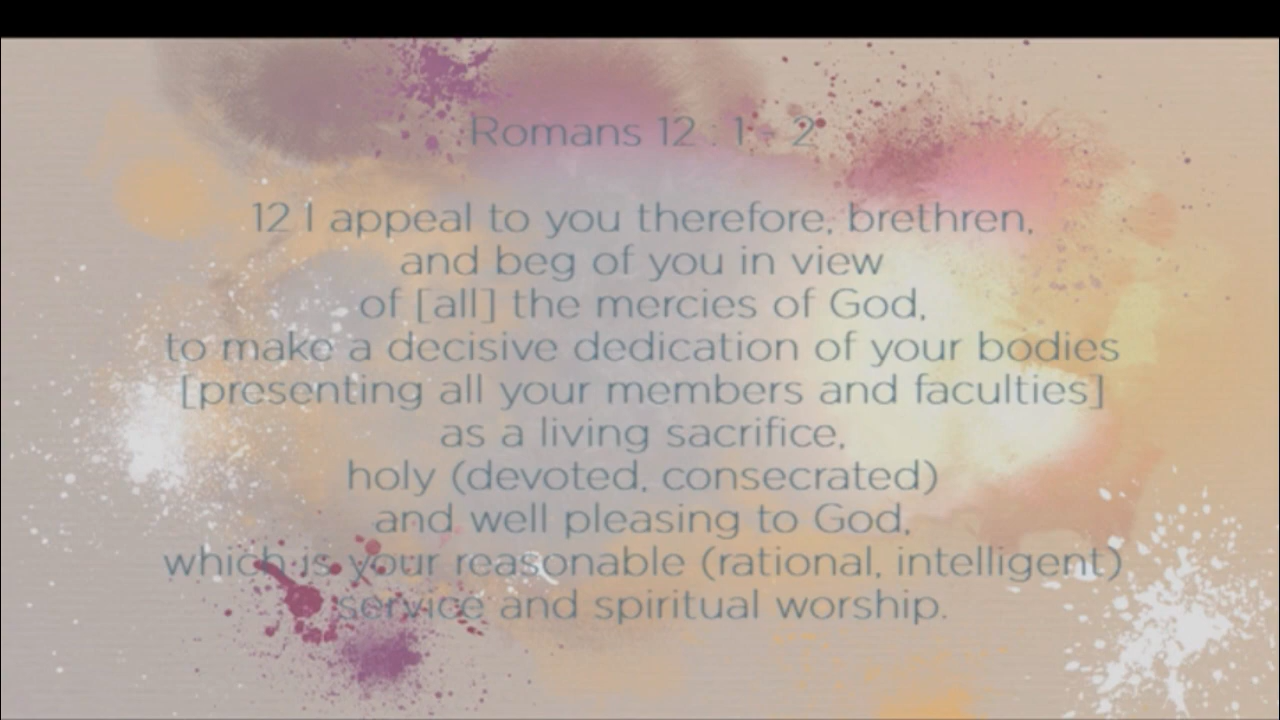 Romans 12 : 1 - 2
12 I appeal to you therefore, brethren,
and beg of you in view
of [all] the mercies of God,
to make a decisive dedication of your bodies
[presenting all your members and faculties]
as a living sacrifice,
holy (devoted, consecrated)
and well pleasing to God,
which is your reasonable (rational, intelligent)
service and spiritual worship.